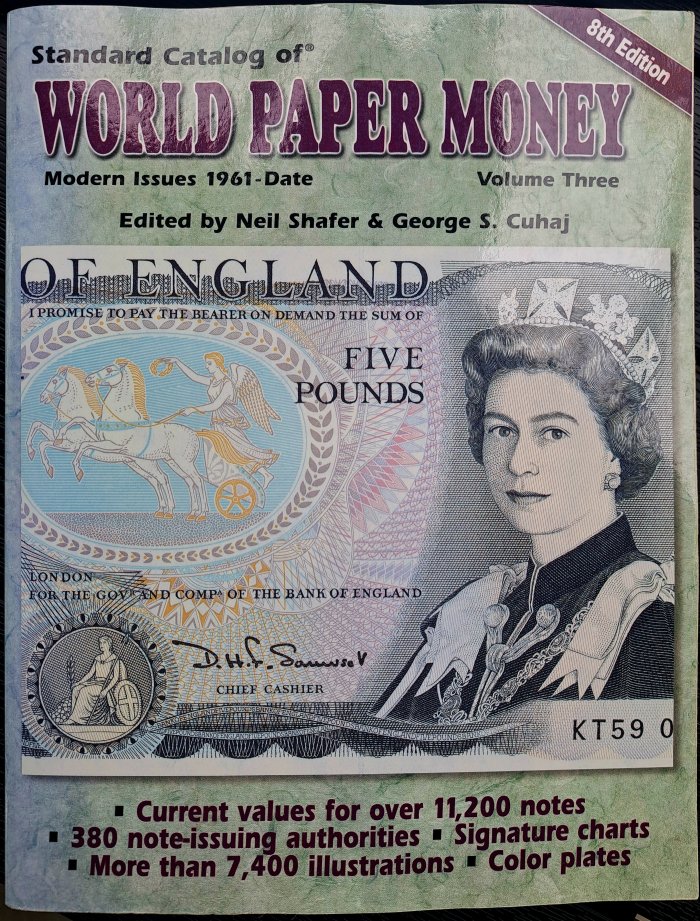 8th Edition
Standard Catalog of®
WORLD PAPER MONEY
Modern Issues 1961-Date Volume Three
Edited by Neil Shafer & George S. Cuhaj
OF ENGLAND
I PROMISE TO PAY THE BEARER ON DEMAND THE SUM OF
FIVE
POUNDS
LONDON
FOR THE GOVR AND COMPA OF THE BANK OF ENGLAND
D.H.F. Somerset
CHIEF CASHIER
KT59 0
▪ Current values for over 11,200 notes
▪ 380 note-issuing authorities ▪ Signature charts
▪ More than 7,400 illustrations ▪ Color plates